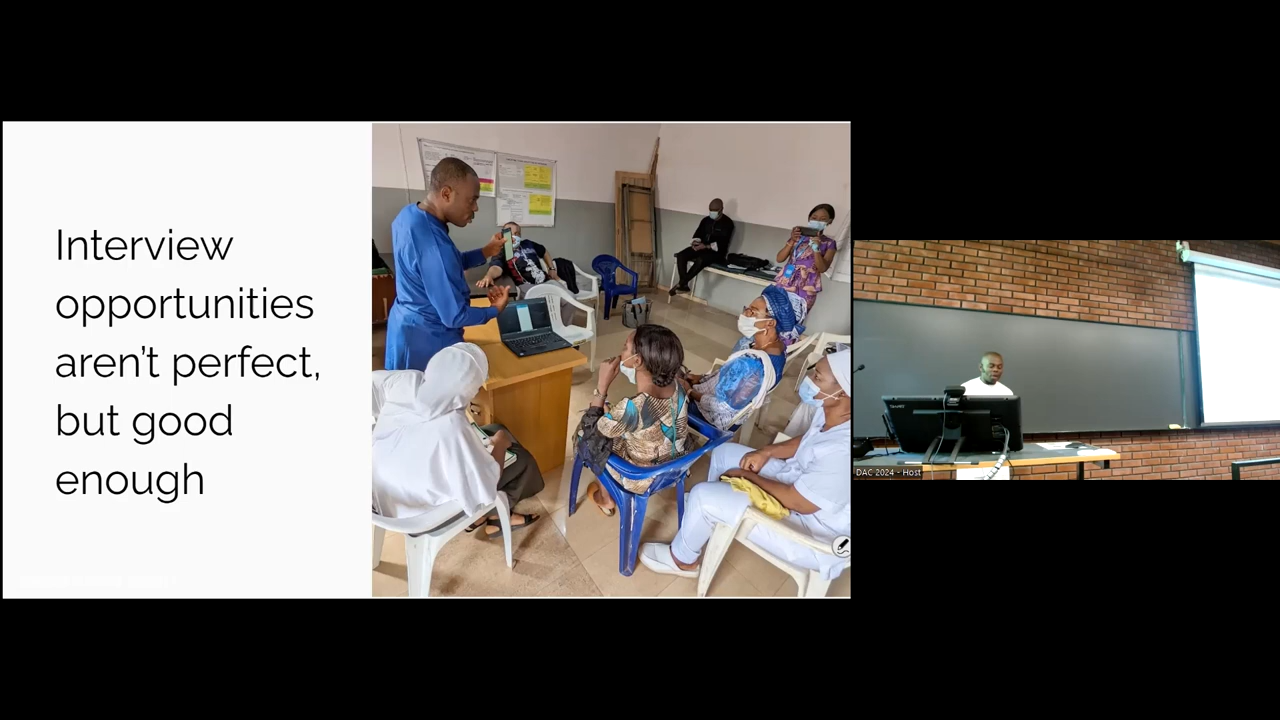 Interview
opportunities
aren't perfect,
but good
enough
DAC 2024 - Host